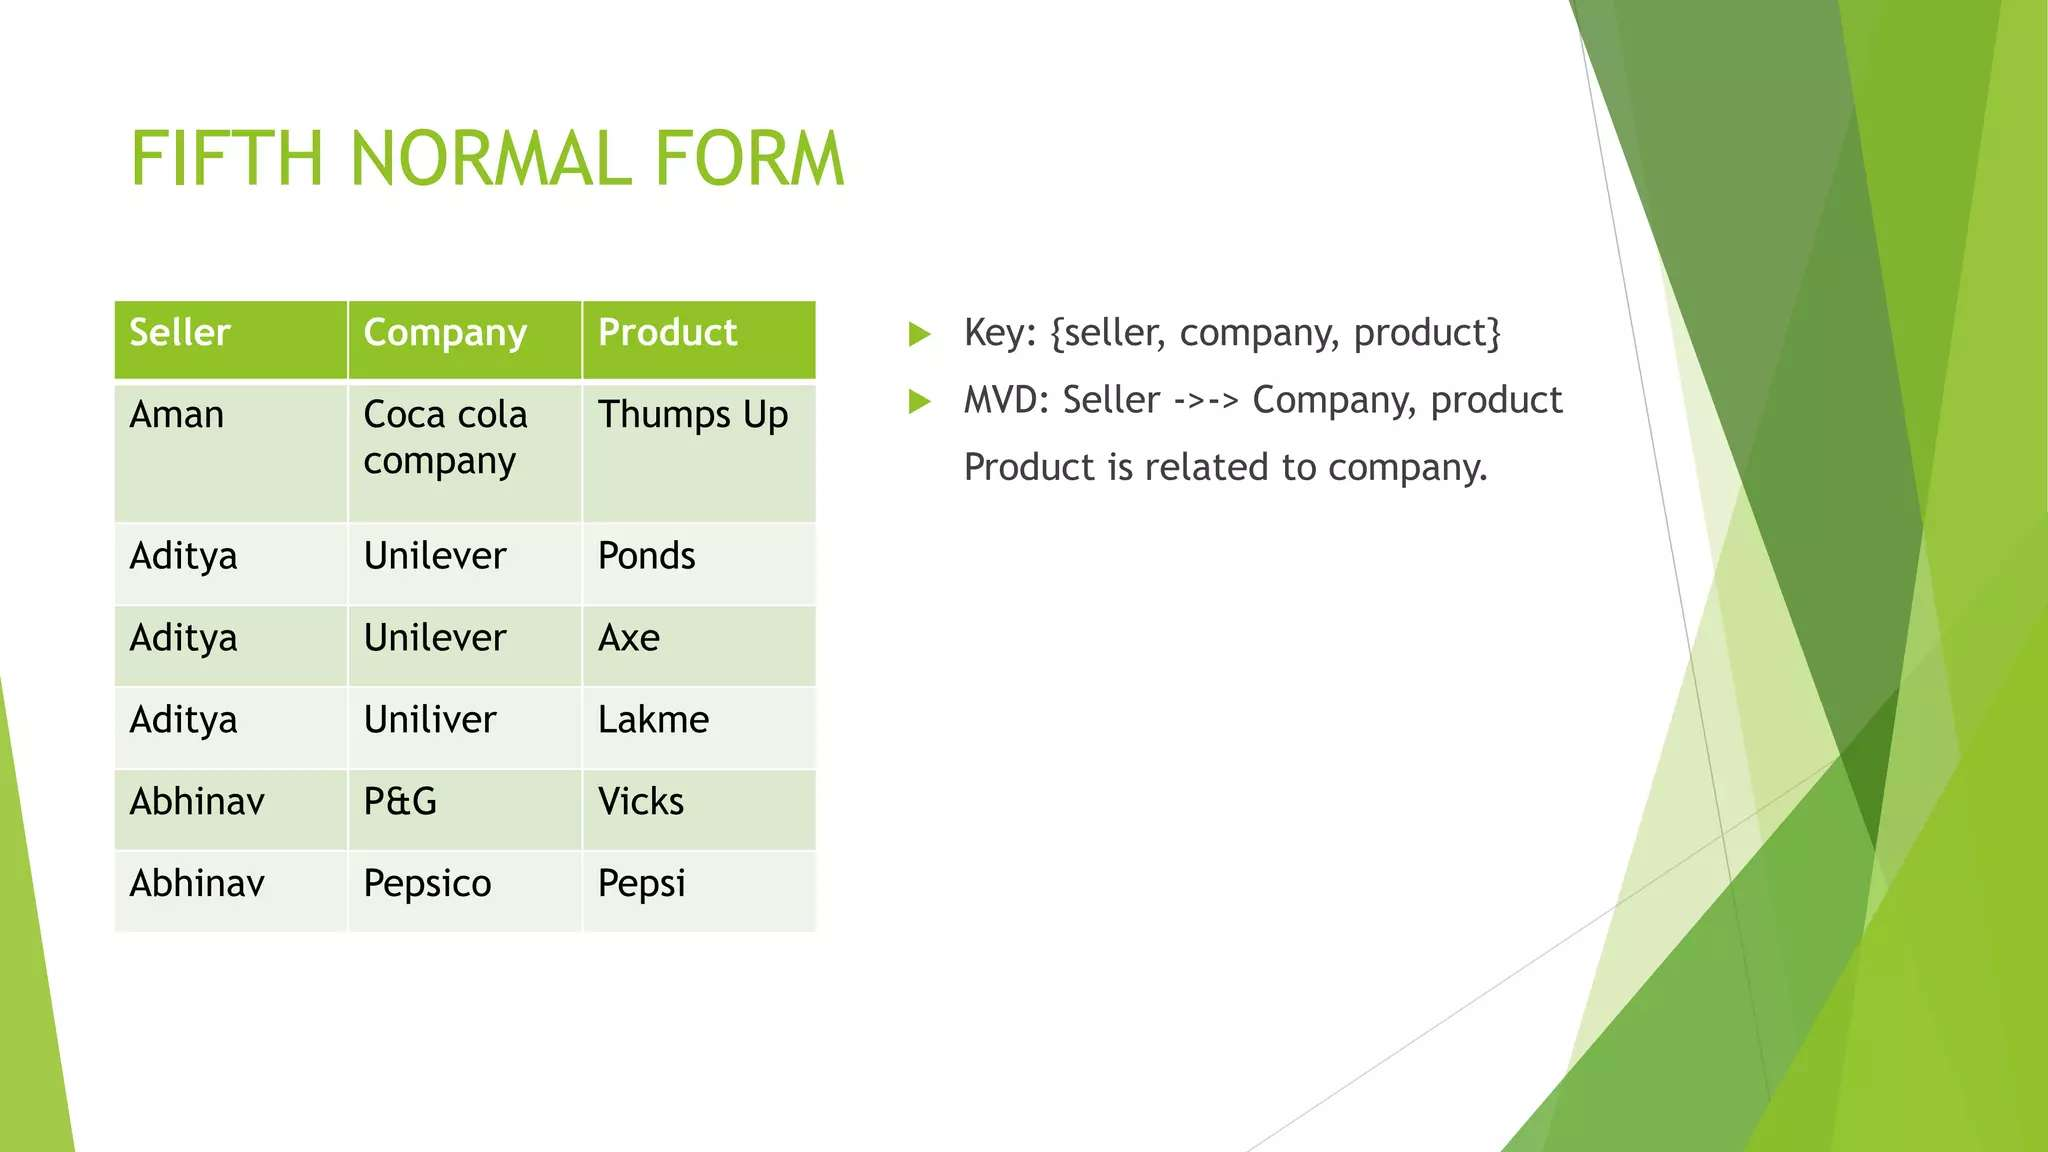 FIFTH NORMAL FORM
Seller Company Product
Aman Coca cola company Thumps Up
Aditya Unilever Ponds
Aditya Unilever Axe
Aditya Uniliver Lakme
Abhinav P&G Vicks
Abhinav Pepsico Pepsi
Key: {seller, company, product}
MVD: Seller ->-> Company, product
Product is related to company.